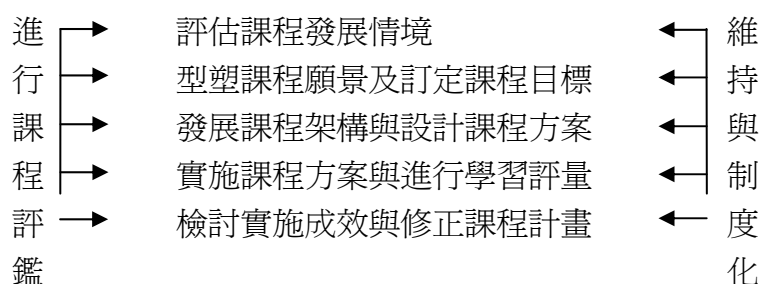 進行課程評鑑
評估課程發展情境
型塑課程願景及訂定課程目標
發展課程架構與設計課程方案
實施課程方案與進行學習評量
檢討實施成效與修正課程計畫
維持與制度化